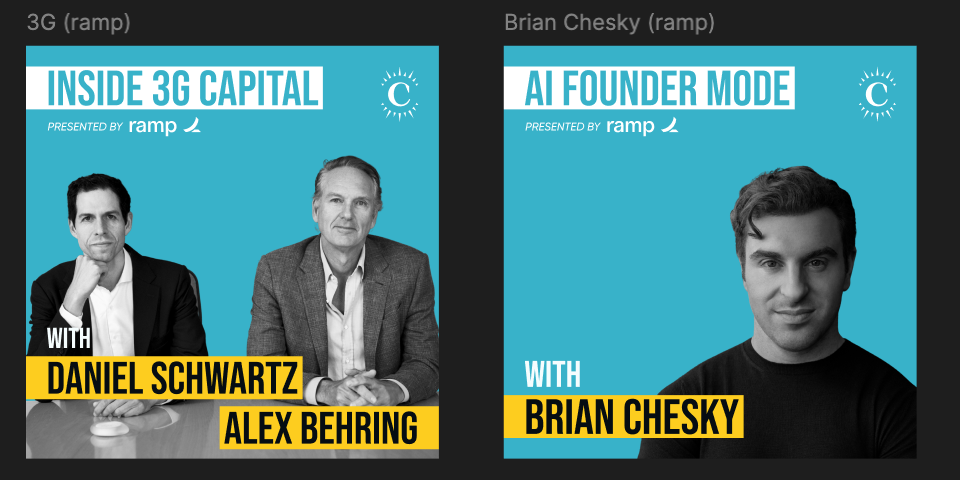 3G (ramp)
INSIDE 3G CAPITAL
C
PRESENTED BY ramp
WITH
DANIEL SCHWARTZ
ALEX BEHRING
Brian Chesky (ramp)
AI FOUNDER MODE
C
PRESENTED BY ramp
WITH
BRIAN CHESKY